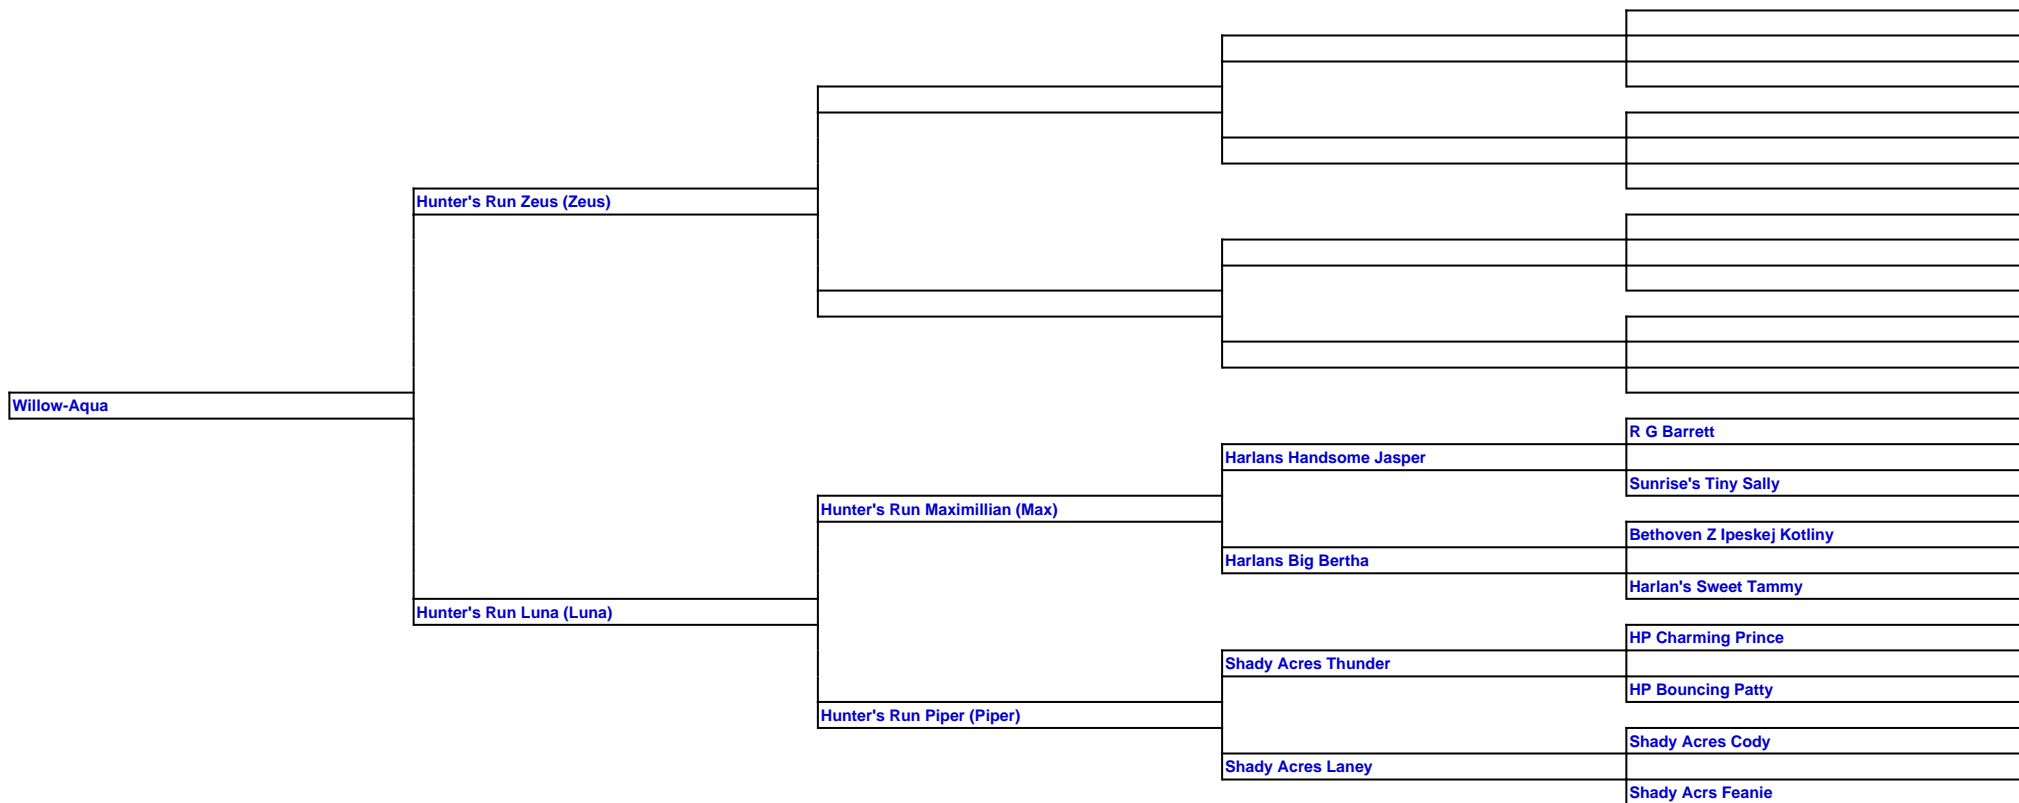 Hunter's Run Zeus (Zeus)
Willow-Aqua
R G Barrett
Harlans Handsome Jasper
Sunrise's Tiny Sally
Hunter's Run Maximillian (Max)
Bethoven Z Ipeskej Kotliny
Harlans Big Bertha
Harlan's Sweet Tammy
Hunter's Run Luna (Luna)
HP Charming Prince
Shady Acres Thunder
HP Bouncing Patty
Hunter's Run Piper (Piper)
Shady Acres Cody
Shady Acres Laney
Shady Acrs Feanie